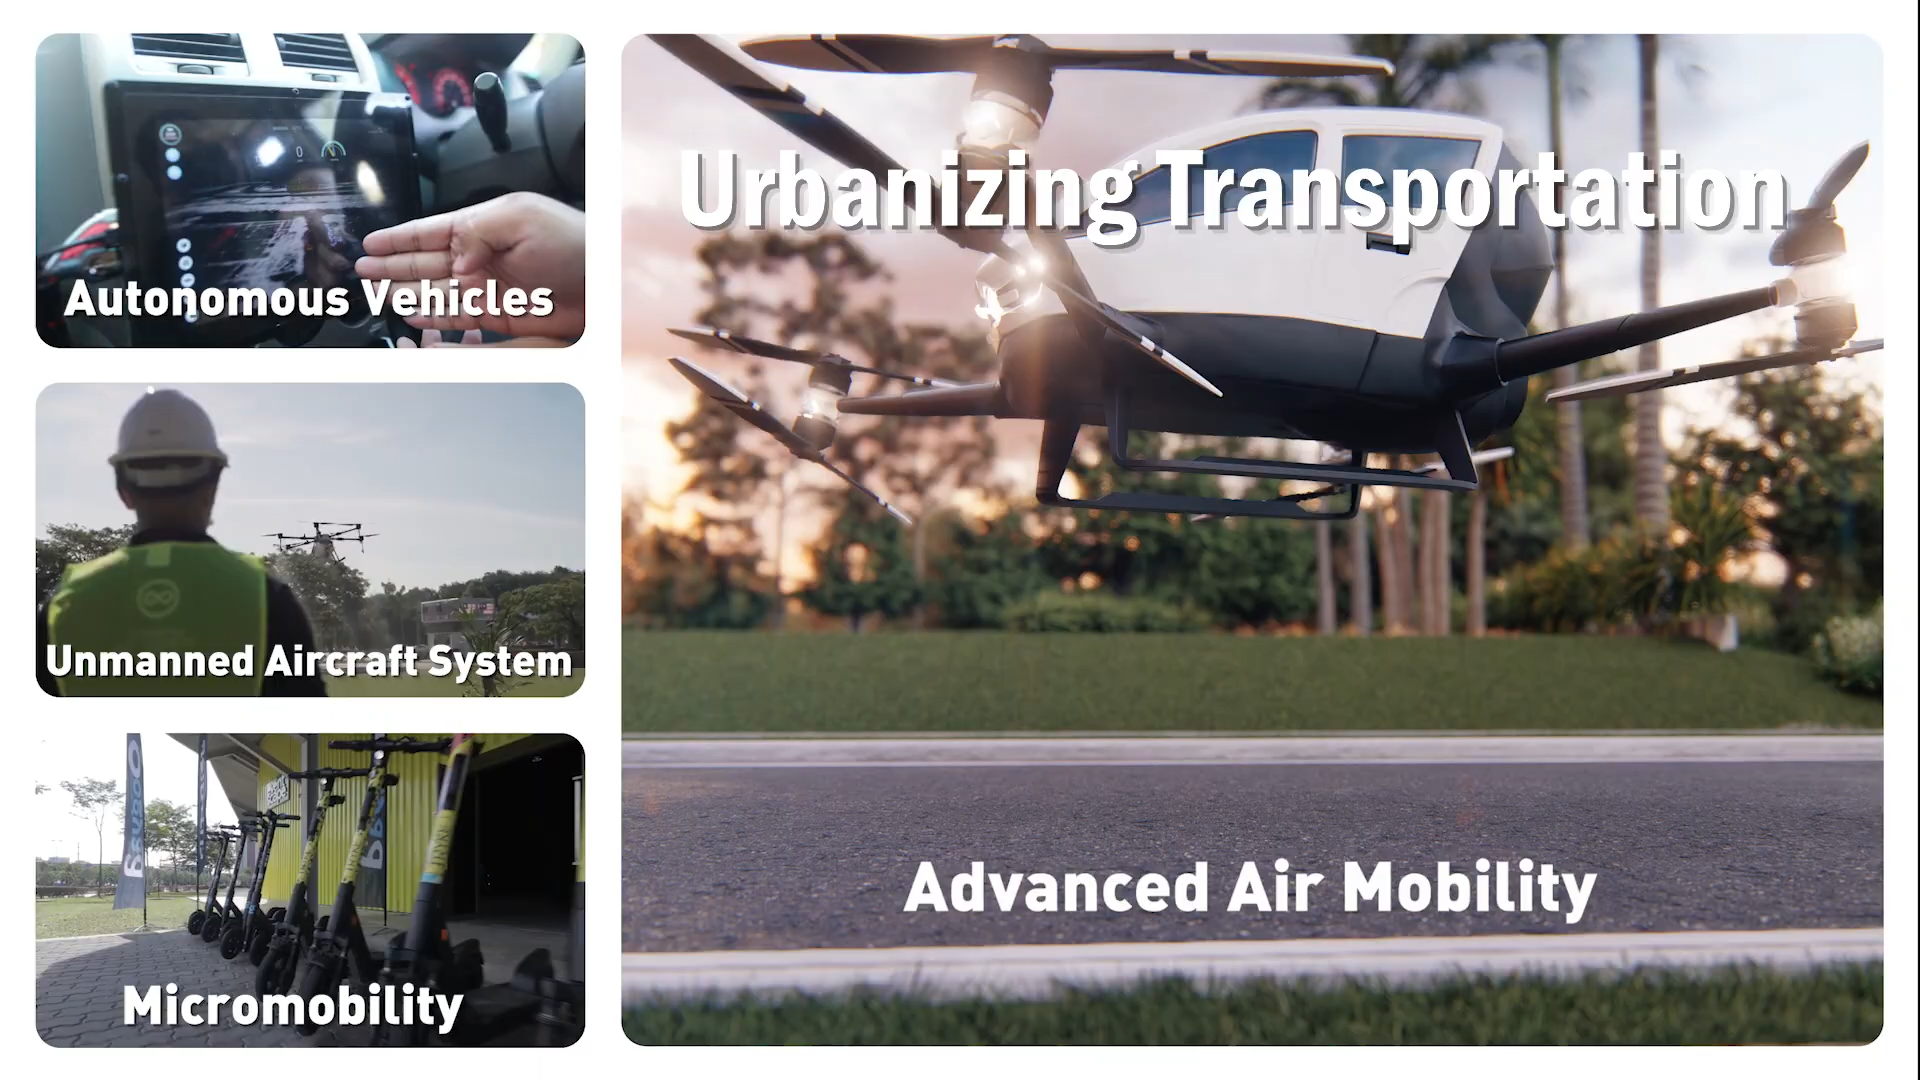 Urbanizing Transportation
Autonomous Vehicles
Unmanned Aircraft System
Micromobility
Advanced Air Mobility